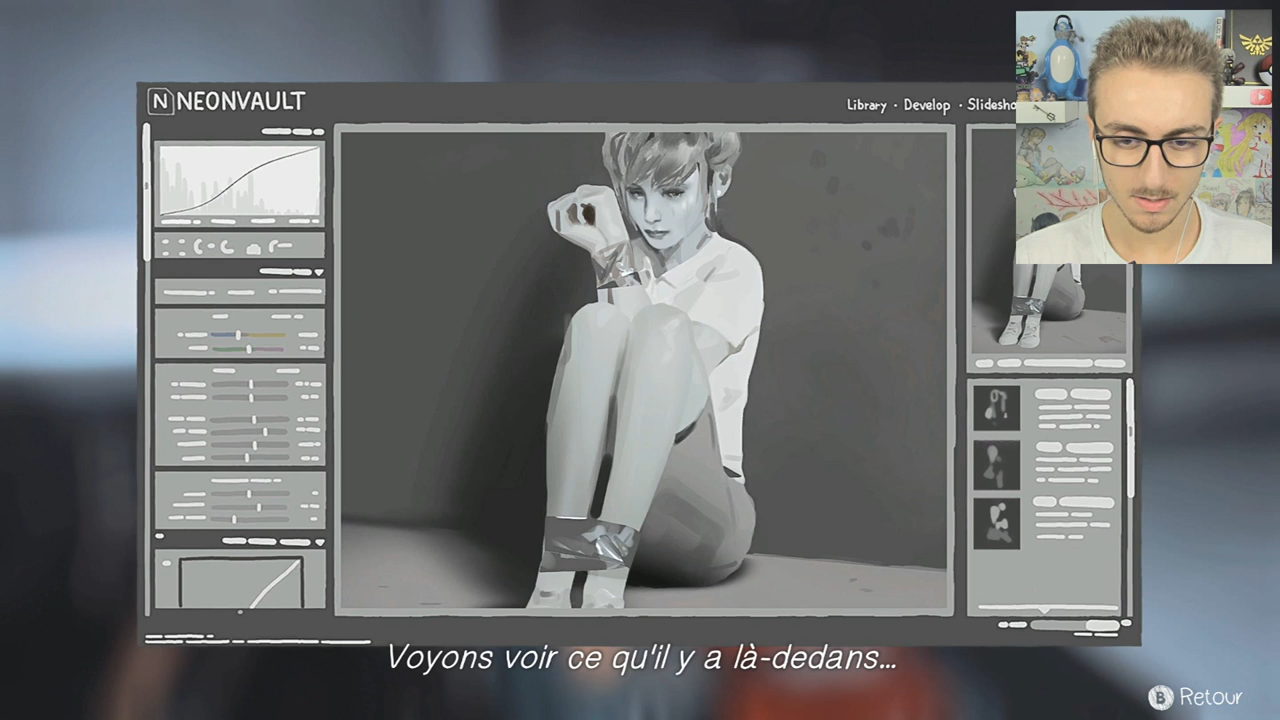 N NEONVAULT
Library · Develop · Slidesho
Voyons voir ce qu'il y a là-dedans...
B Retour